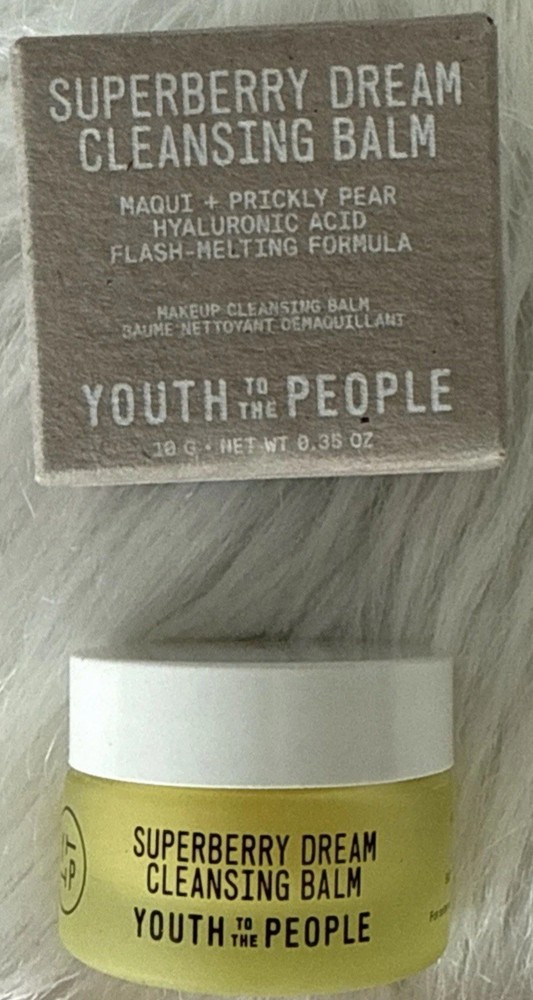 SUPERBERRY DREAM
CLEANSING BALM
MAQUI + PRICKLY PEAR
HYALURONIC ACID
FLASH-MELTING FORMULA
MAKEUP CLEANSING BALM
BAUME NETTOYANT DÉMAQUILLANT
YOUTH TO THE PEOPLE
10 G • NET WT 0.35 OZ
SUPERBERRY DREAM
CLEANSING BALM
YOUTH TO THE PEOPLE